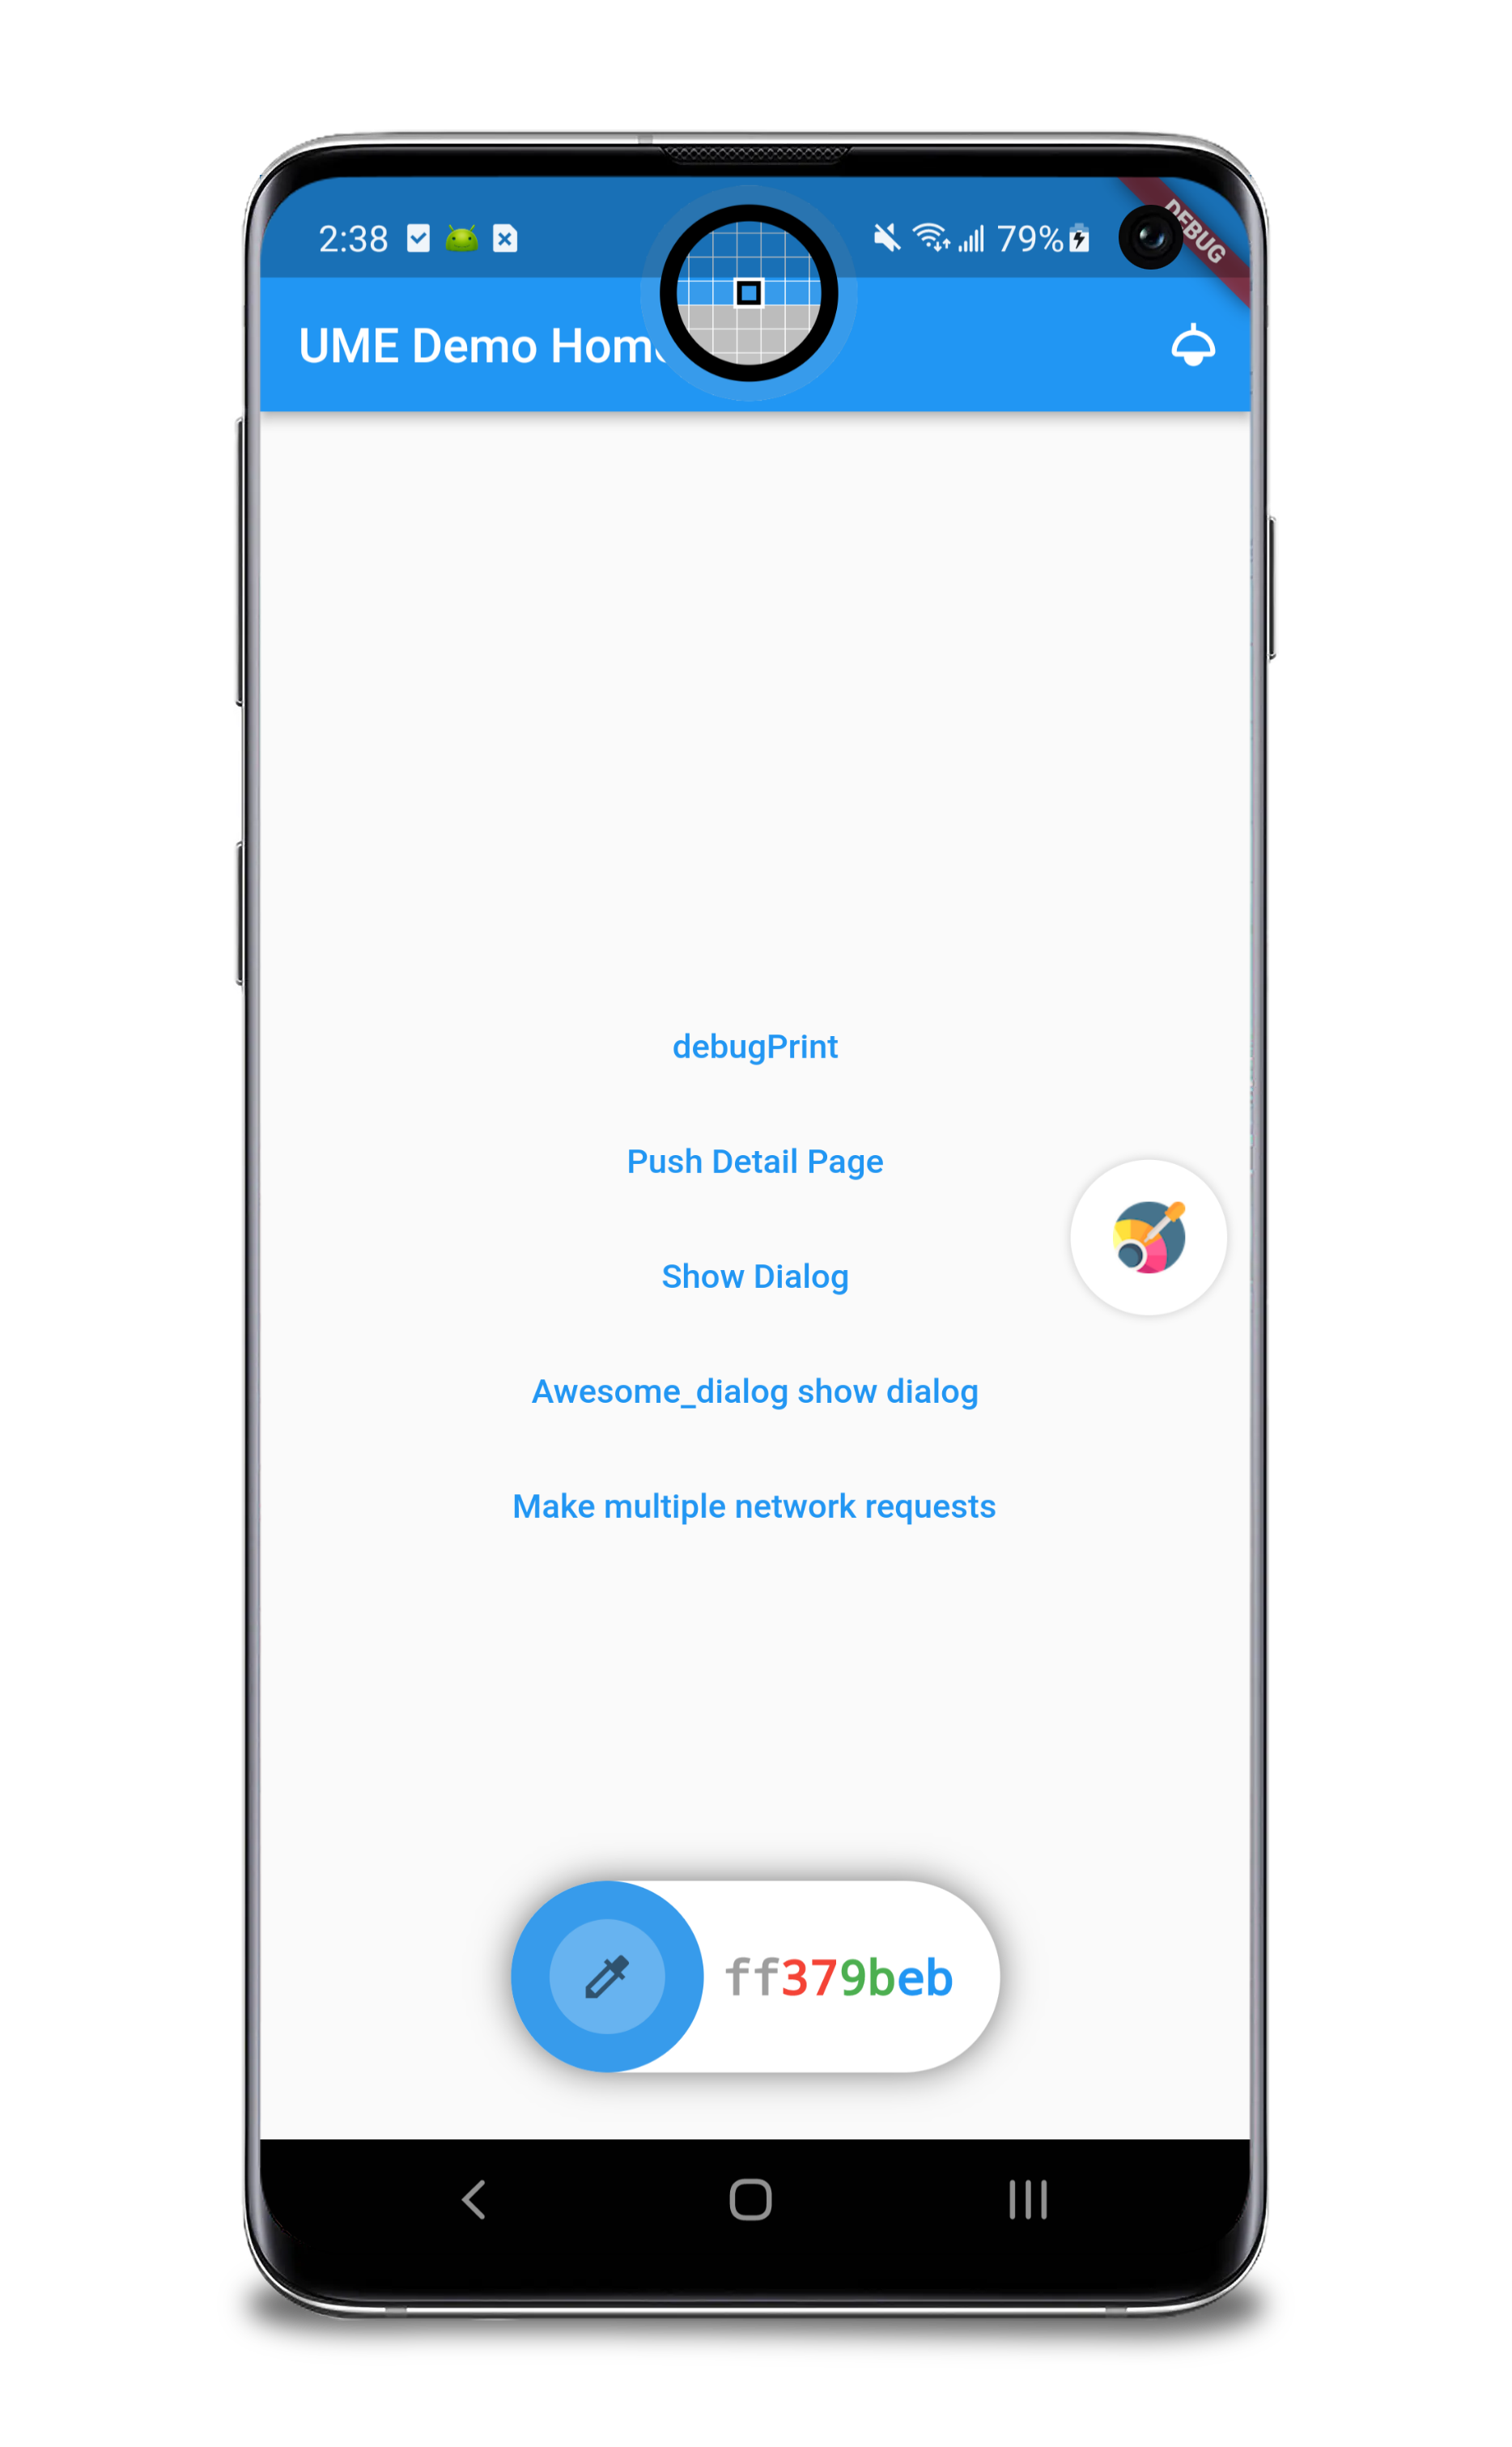 2:38 79%
DEBUG
UME Demo Hom
debugPrint
Push Detail Page
Show Dialog
Awesome_dialog show dialog
Make multiple network requests
ff379beb